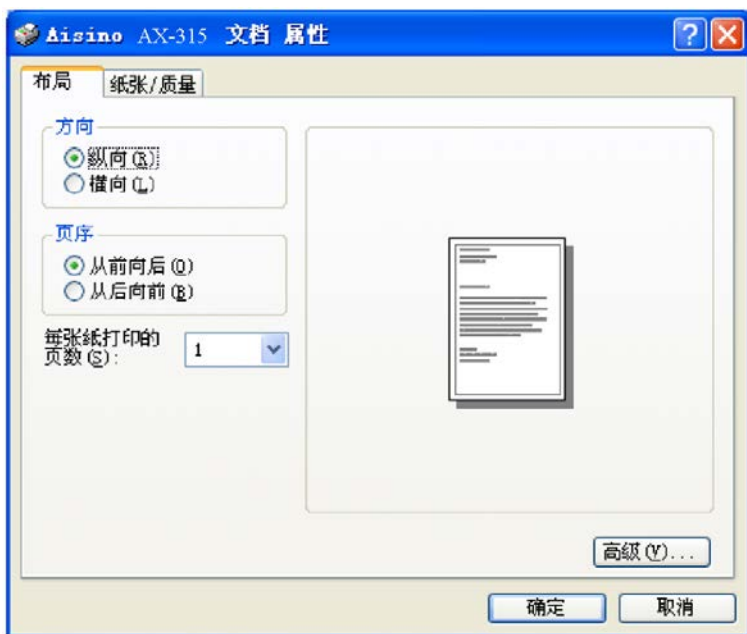 Aisino AX-315 文档 属性
布局
纸张/质量
方向
纵向(R)
横向(L)
页序
从前向后(O)
从后向前(B)
每张纸打印的
页数(S):
1
高级(V)...
确定
取消